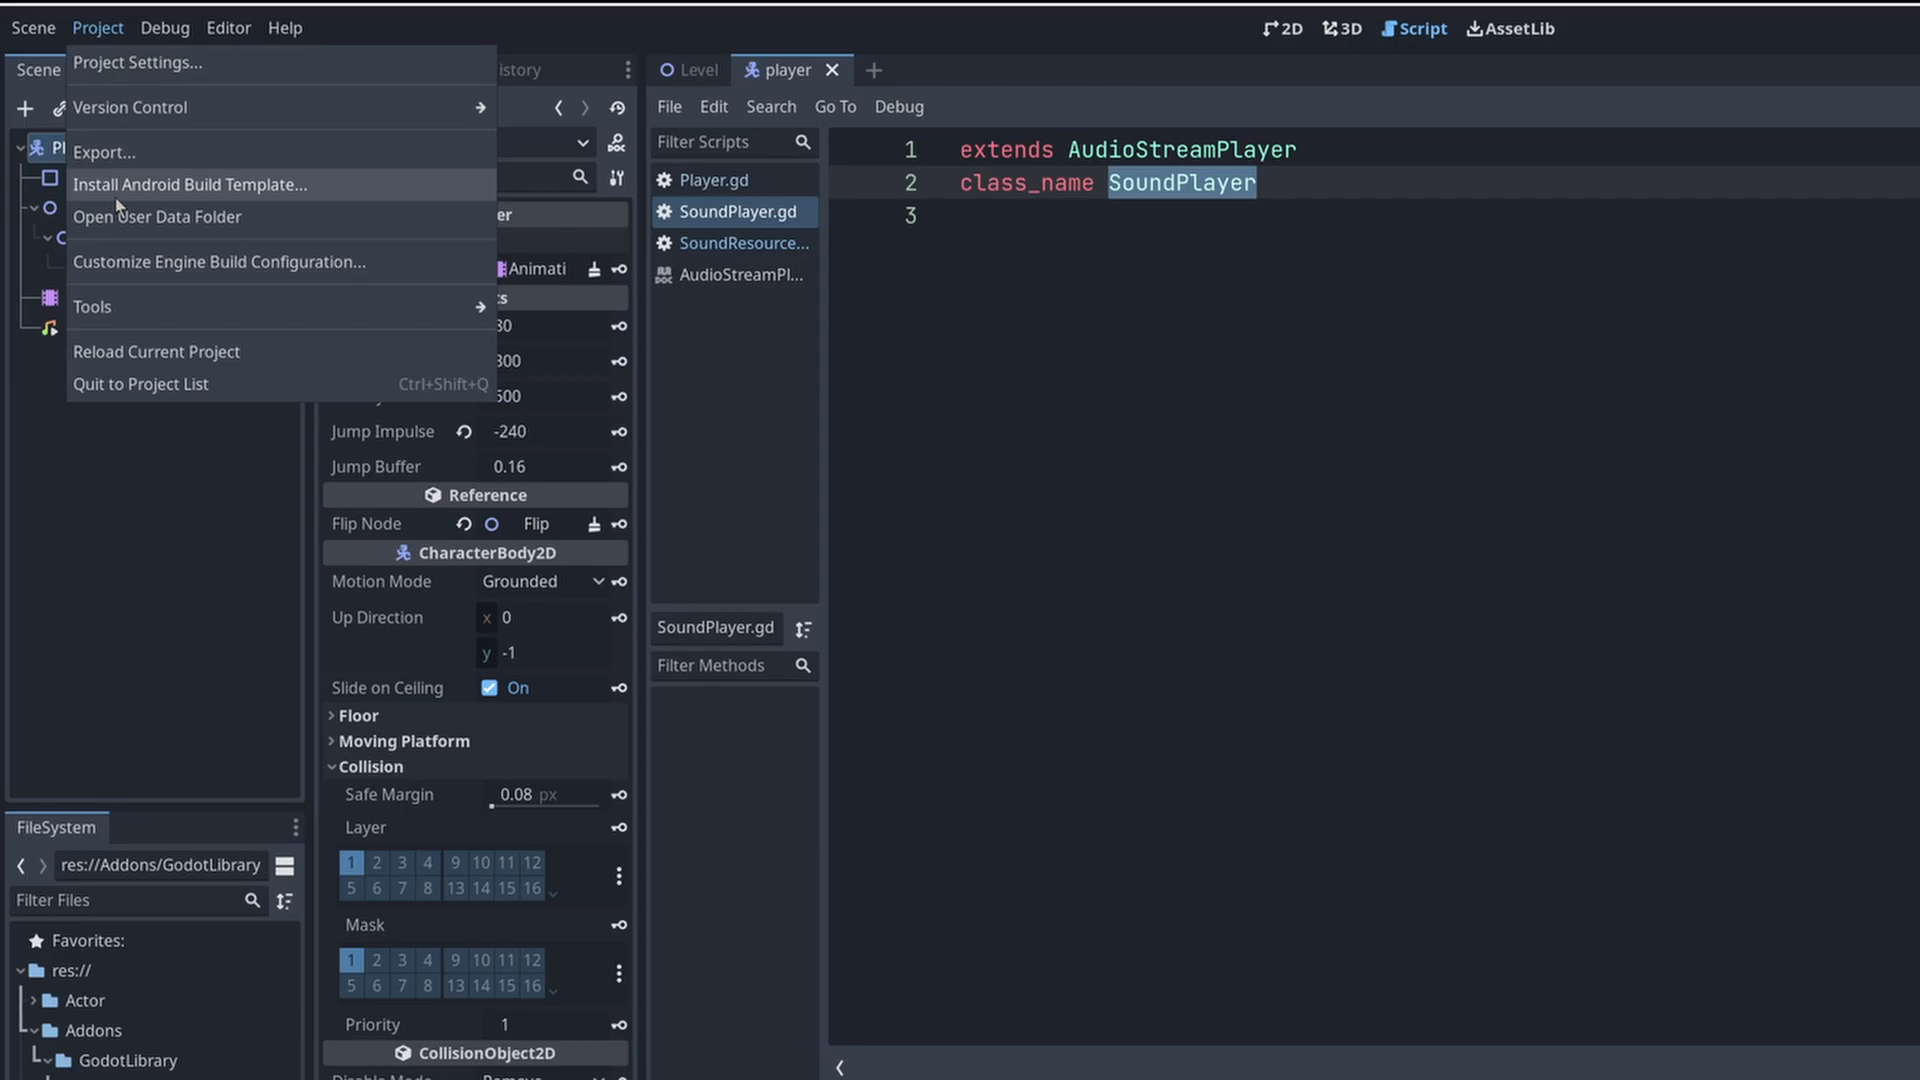 Scene Project Debug Editor Help
2D 3D Script AssetLib
Project Settings...
Version Control
Export...
Install Android Build Template...
Open User Data Folder
Customize Engine Build Configuration...
Tools
Reload Current Project
Quit to Project List Ctrl+Shift+Q
Scene
istory
er
Animati
Jump Impulse -240
Jump Buffer 0.16
Reference
Flip Node Flip
CharacterBody2D
Motion Mode Grounded
Up Direction x 0
y -1
Slide on Ceiling On
Floor
Moving Platform
Collision
Safe Margin 0.08 px
Layer
1 2 3 4 9 10 11 12
5 6 7 8 13 14 15 16
Mask
1 2 3 4 9 10 11 12
5 6 7 8 13 14 15 16
Priority 1
CollisionObject2D
FileSystem
res://Addons/GodotLibrary
Filter Files
Favorites:
res://
Actor
Addons
GodotLibrary
Level player
File Edit Search Go To Debug
Filter Scripts
Player.gd
SoundPlayer.gd
SoundResource...
AudioStreamPl...
SoundPlayer.gd
Filter Methods
1 extends AudioStreamPlayer
2 class_name SoundPlayer
3